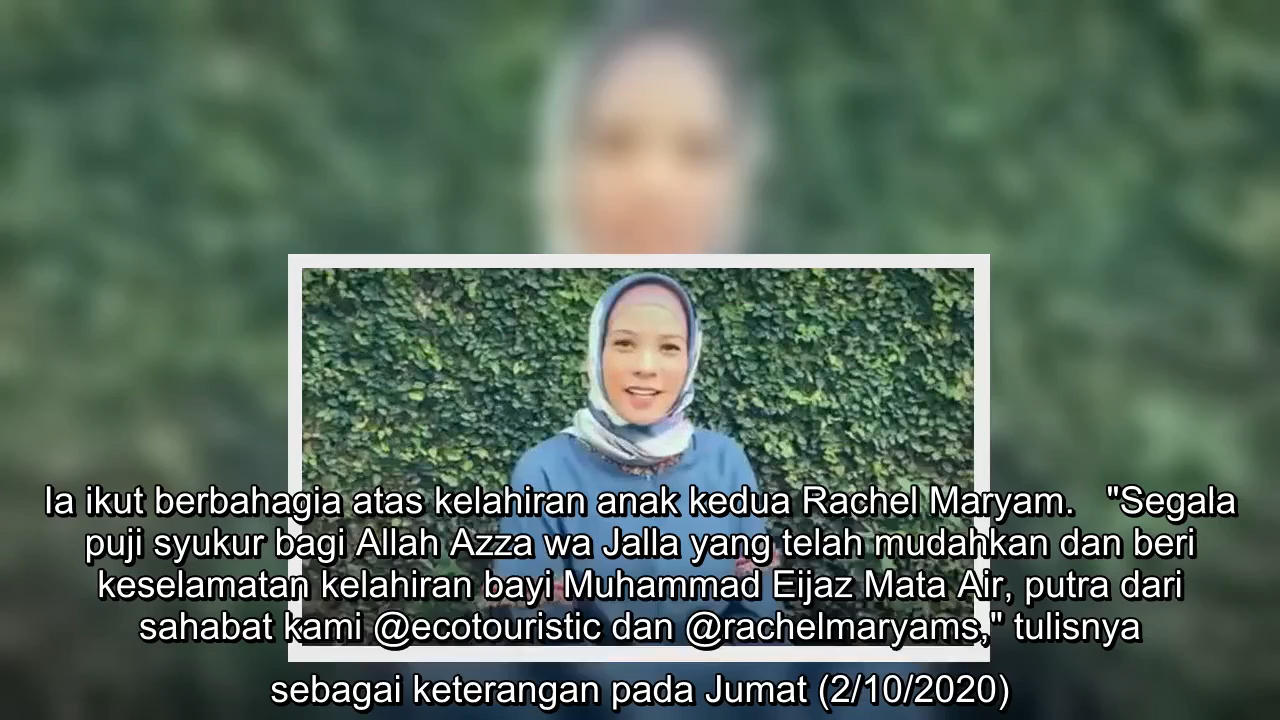 Ia ikut berbahagia atas kelahiran anak kedua Rachel Maryam.   "Segala
puji syukur bagi Allah Azza wa Jalla yang telah mudahkan dan beri
keselamatan kelahiran bayi Muhammad Eijaz Mata Air, putra dari
sahabat kami @ecotouristic dan @rachelmaryams," tulisnya
sebagai keterangan pada Jumat (2/10/2020)